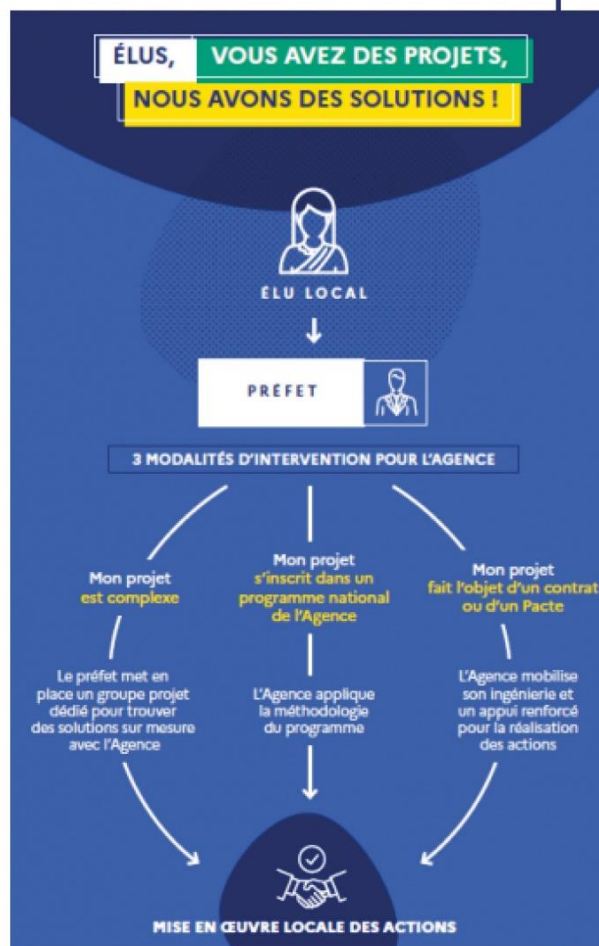 ÉLUS, VOUS AVEZ DES PROJETS,
NOUS AVONS DES SOLUTIONS !
ÉLU LOCAL
PRÉFET
3 MODALITÉS D'INTERVENTION POUR L'AGENCE
Mon projet
est complexe
Le préfet met en
place un groupe projet
dédié pour trouver
des solutions sur mesure
avec l'Agence
Mon projet
s'inscrit dans un
programme national
de l'Agence
L'Agence applique
la méthodologie
du programme
Mon projet
fait l'objet d'un contrat
ou d'un Pacte
L'Agence mobilise
son ingénierie et
un appui renforcé
pour la réalisation
des actions
MISE EN ŒUVRE LOCALE DES ACTIONS